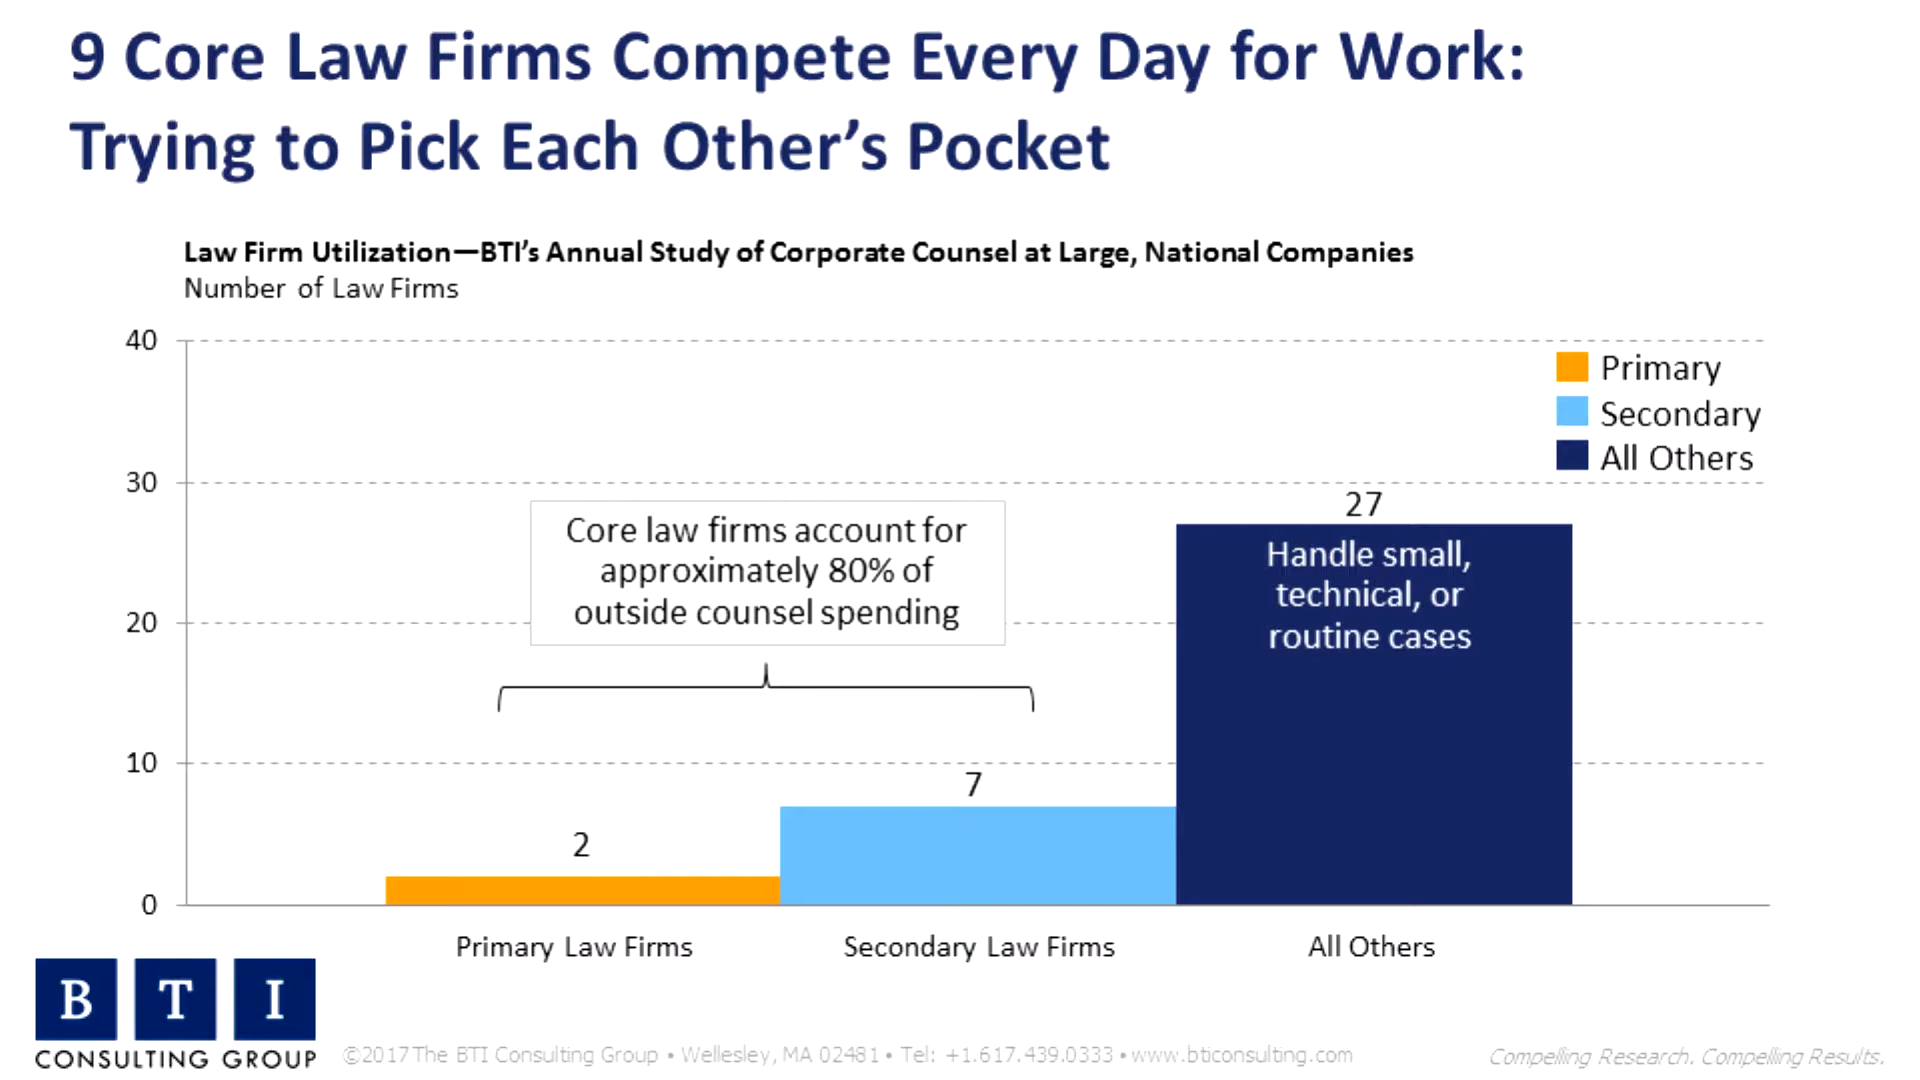 9 Core Law Firms Compete Every Day for Work:
Trying to Pick Each Other’s Pocket
Law Firm Utilization—BTI’s Annual Study of Corporate Counsel at Large, National Companies
Number of Law Firms
40
30
20
10
0
Primary
Secondary
All Others
Core law firms account for
approximately 80% of
outside counsel spending
2
7
27
Handle small,
technical, or
routine cases
Primary Law Firms
Secondary Law Firms
All Others
B T I
CONSULTING GROUP
©2017 The BTI Consulting Group • Wellesley, MA 02481 • Tel: +1.617.439.0333 • www.bticonsulting.com
Compelling Research. Compelling Results.